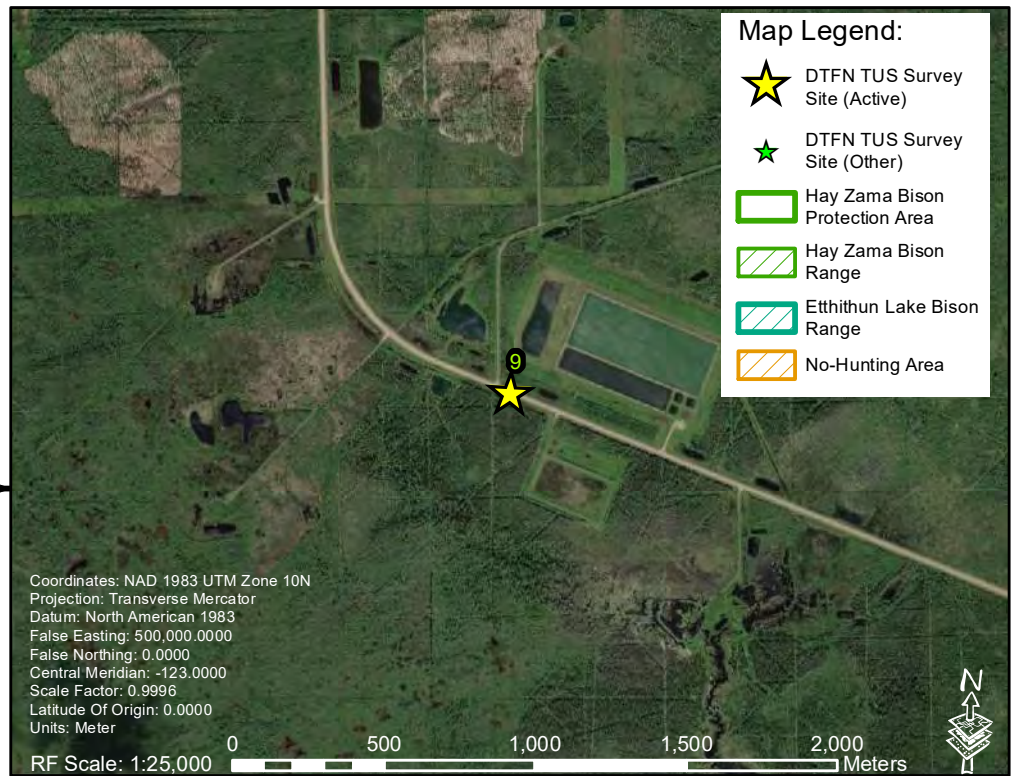 Map Legend:
DTFN TUS Survey
Site (Active)
DTFN TUS Survey
Site (Other)
Hay Zama Bison
Protection Area
Hay Zama Bison
Range
Etthithun Lake Bison
Range
No-Hunting Area
9
Coordinates: NAD 1983 UTM Zone 10N
Projection: Transverse Mercator
Datum: North American 1983
False Easting: 500,000.0000
False Northing: 0.0000
Central Meridian: -123.0000
Scale Factor: 0.9996
Latitude Of Origin: 0.0000
Units: Meter
RF Scale: 1:25,000
0 500 1,000 1,500 2,000
Meters
N